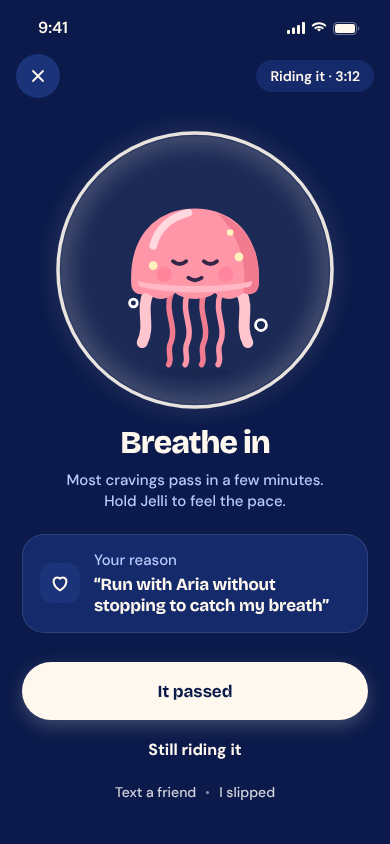 9:41
Riding it · 3:12
Breathe in
Most cravings pass in a few minutes.
Hold Jelli to feel the pace.
Your reason
“Run with Aria without
stopping to catch my breath”
It passed
Still riding it
Text a friend · I slipped